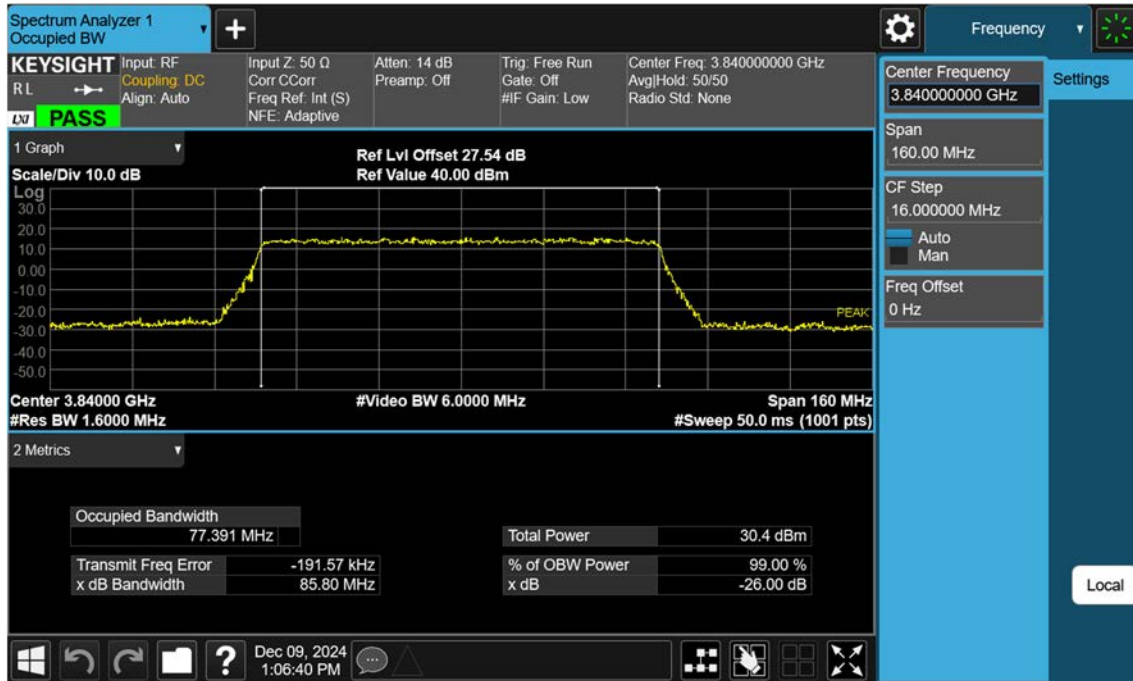 Spectrum Analyzer 1
Occupied BW
Frequency
KEYSIGHT
RL
LXI PASS
Input: RF
Coupling: DC
Align: Auto
Input Z: 50 Ω
Corr CCorr
Freq Ref: Int (S)
NFE: Adaptive
Atten: 14 dB
Preamp: Off
Trig: Free Run
Gate: Off
#IF Gain: Low
Center Freq: 3.840000000 GHz
Avg|Hold: 50/50
Radio Std: None
Center Frequency
3.840000000 GHz
Settings
Span
160.00 MHz
CF Step
16.000000 MHz
Auto
Man
Freq Offset
0 Hz
Local
1 Graph
Scale/Div 10.0 dB
Ref Lvl Offset 27.54 dB
Ref Value 40.00 dBm
Log
30.0
20.0
10.0
0.00
-10.0
-20.0
-30.0
-40.0
-50.0
PEAK
Center 3.84000 GHz
#Video BW 6.0000 MHz
Span 160 MHz
#Res BW 1.6000 MHz
#Sweep 50.0 ms (1001 pts)
2 Metrics
Occupied Bandwidth
77.391 MHz
Total Power 30.4 dBm
Transmit Freq Error -191.57 kHz
% of OBW Power 99.00 %
x dB Bandwidth 85.80 MHz
x dB -26.00 dB
?
Dec 09, 2024
1:06:40 PM